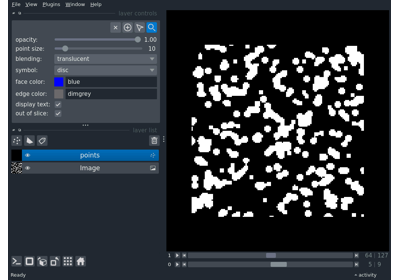 File View Plugins Window Help
layer controls
opacity: 1.00
point size: 10
blending: translucent
symbol: disc
face color: blue
edge color: dimgrey
display text:
out of slice:
layer list
points
Image
1 64 127
0 5 9
Ready activity